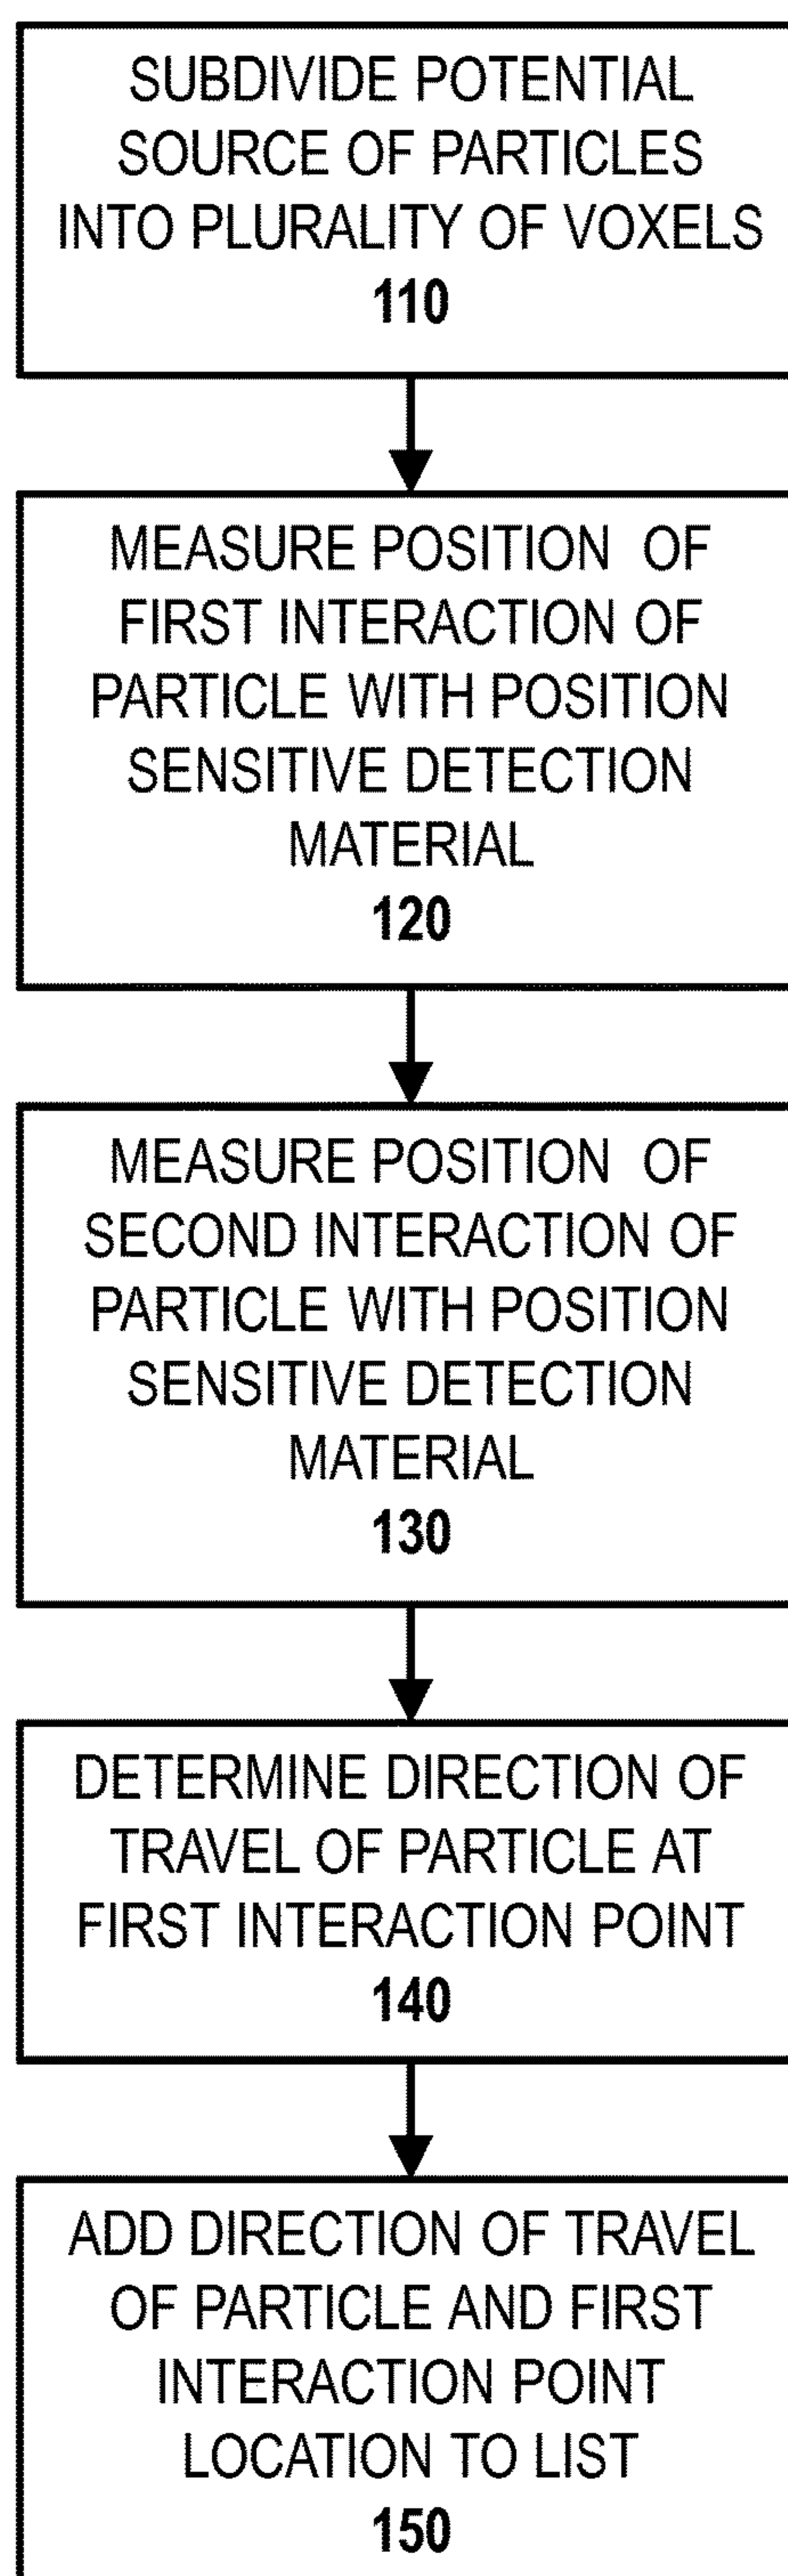 SUBDIVIDE POTENTIAL
SOURCE OF PARTICLES
INTO PLURALITY OF VOXELS
110
MEASURE POSITION OF
FIRST INTERACTION OF
PARTICLE WITH POSITION
SENSITIVE DETECTION
MATERIAL
120
MEASURE POSITION OF
SECOND INTERACTION OF
PARTICLE WITH POSITION
SENSITIVE DETECTION
MATERIAL
130
DETERMINE DIRECTION OF
TRAVEL OF PARTICLE AT
FIRST INTERACTION POINT
140
ADD DIRECTION OF TRAVEL
OF PARTICLE AND FIRST
INTERACTION POINT
LOCATION TO LIST
150